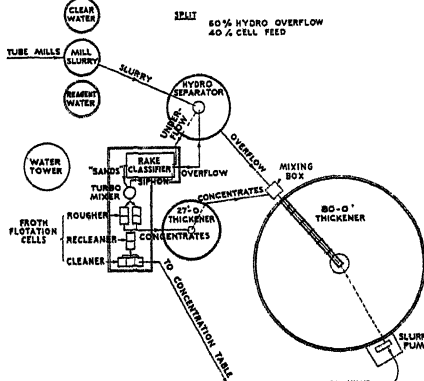 CLEAR
WATER
SPLIT
60% HYDRO OVERFLOW
40% CELL FEED
TUBE MILLS
MILL
SLURRY
SLURRY
REAGENT
WATER
HYDRO
SEPARATOR
UNDER-
FLOW
OVERFLOW
WATER
TOWER
"SANDS"
RAKE
CLASSIFIER
SIPHON
OVERFLOW
MIXING
BOX
TURBO
MIXER
CONCENTRATES
FROTH
FLOTATION
CELLS
ROUGHER
RECLEANER
CLEANER
27'-0"
THICKENER
CONCENTRATES
80-0'
THICKENER
TO CONCENTRATION TABLE
SLURR
PUM